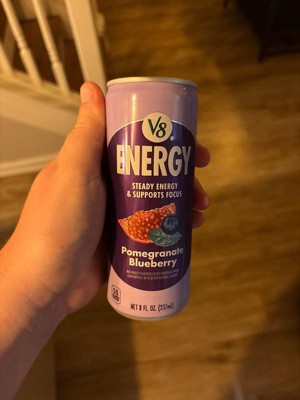 V8
ENERGY
STEADY ENERGY
& SUPPORTS FOCUS
Pomegranate
Blueberry
NET 8 FL. OZ. (237mL)